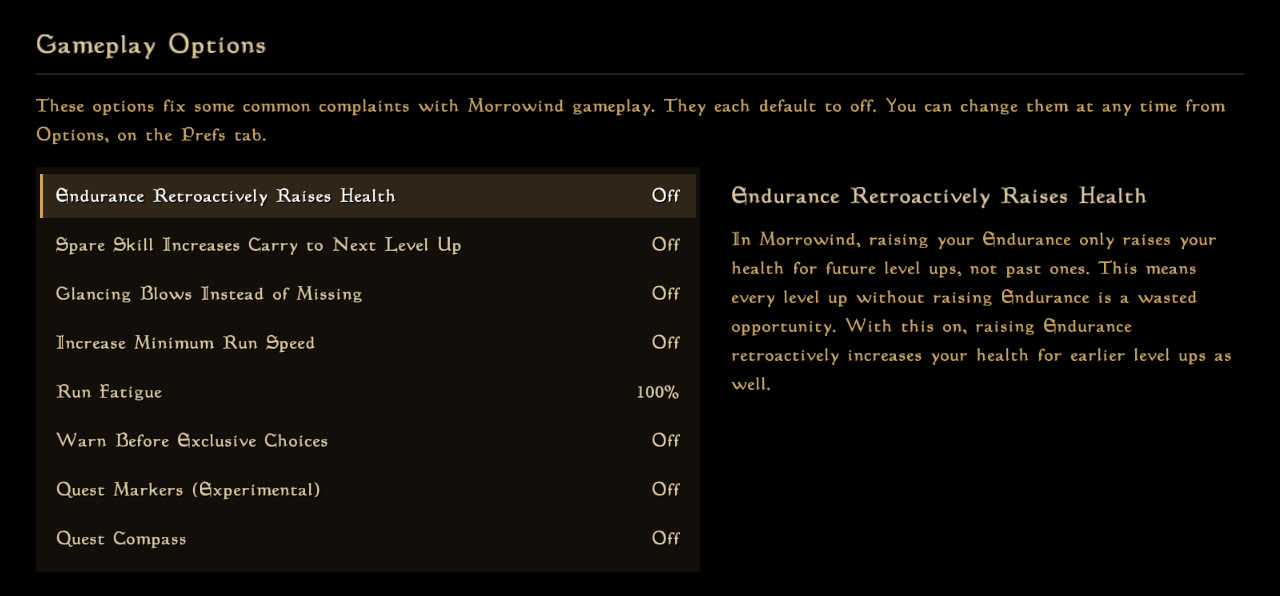 Gameplay Options
These options fix some common complaints with Morrowind gameplay. They each default to off. You can change them at any time from
Options, on the Prefs tab.
Endurance Retroactively Raises Health Off
Spare Skill Increases Carry to Next Level Up Off
Glancing Blows Instead of Missing Off
Increase Minimum Run Speed Off
Run Fatigue 100%
Warn Before Exclusive Choices Off
Quest Markers (Experimental) Off
Quest Compass Off
Endurance Retroactively Raises Health
In Morrowind, raising your Endurance only raises your
health for future level ups, not past ones. This means
every level up without raising Endurance is a wasted
opportunity. With this on, raising Endurance
retroactively increases your health for earlier level ups as
well.